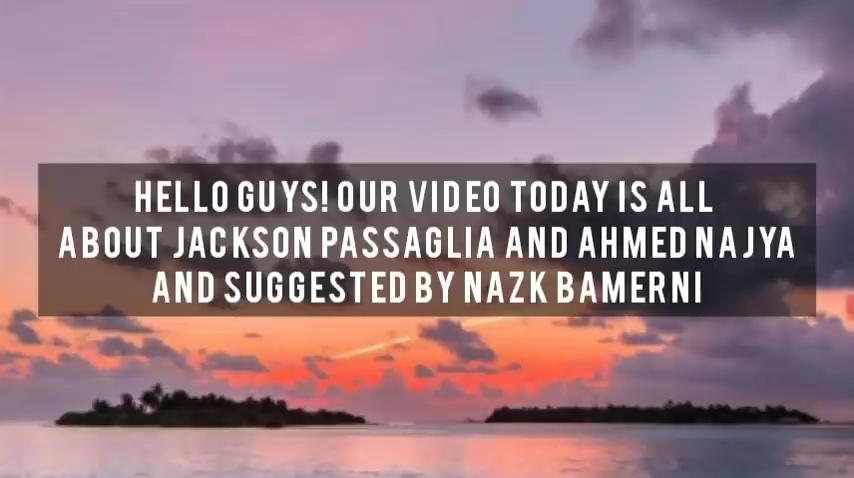 HELLO GUYS! OUR VIDEO TODAY IS ALL
ABOUT JACKSON PASSAGLIA AND AHMED NAJYA
AND SUGGESTED BY NAZK BAMERNI